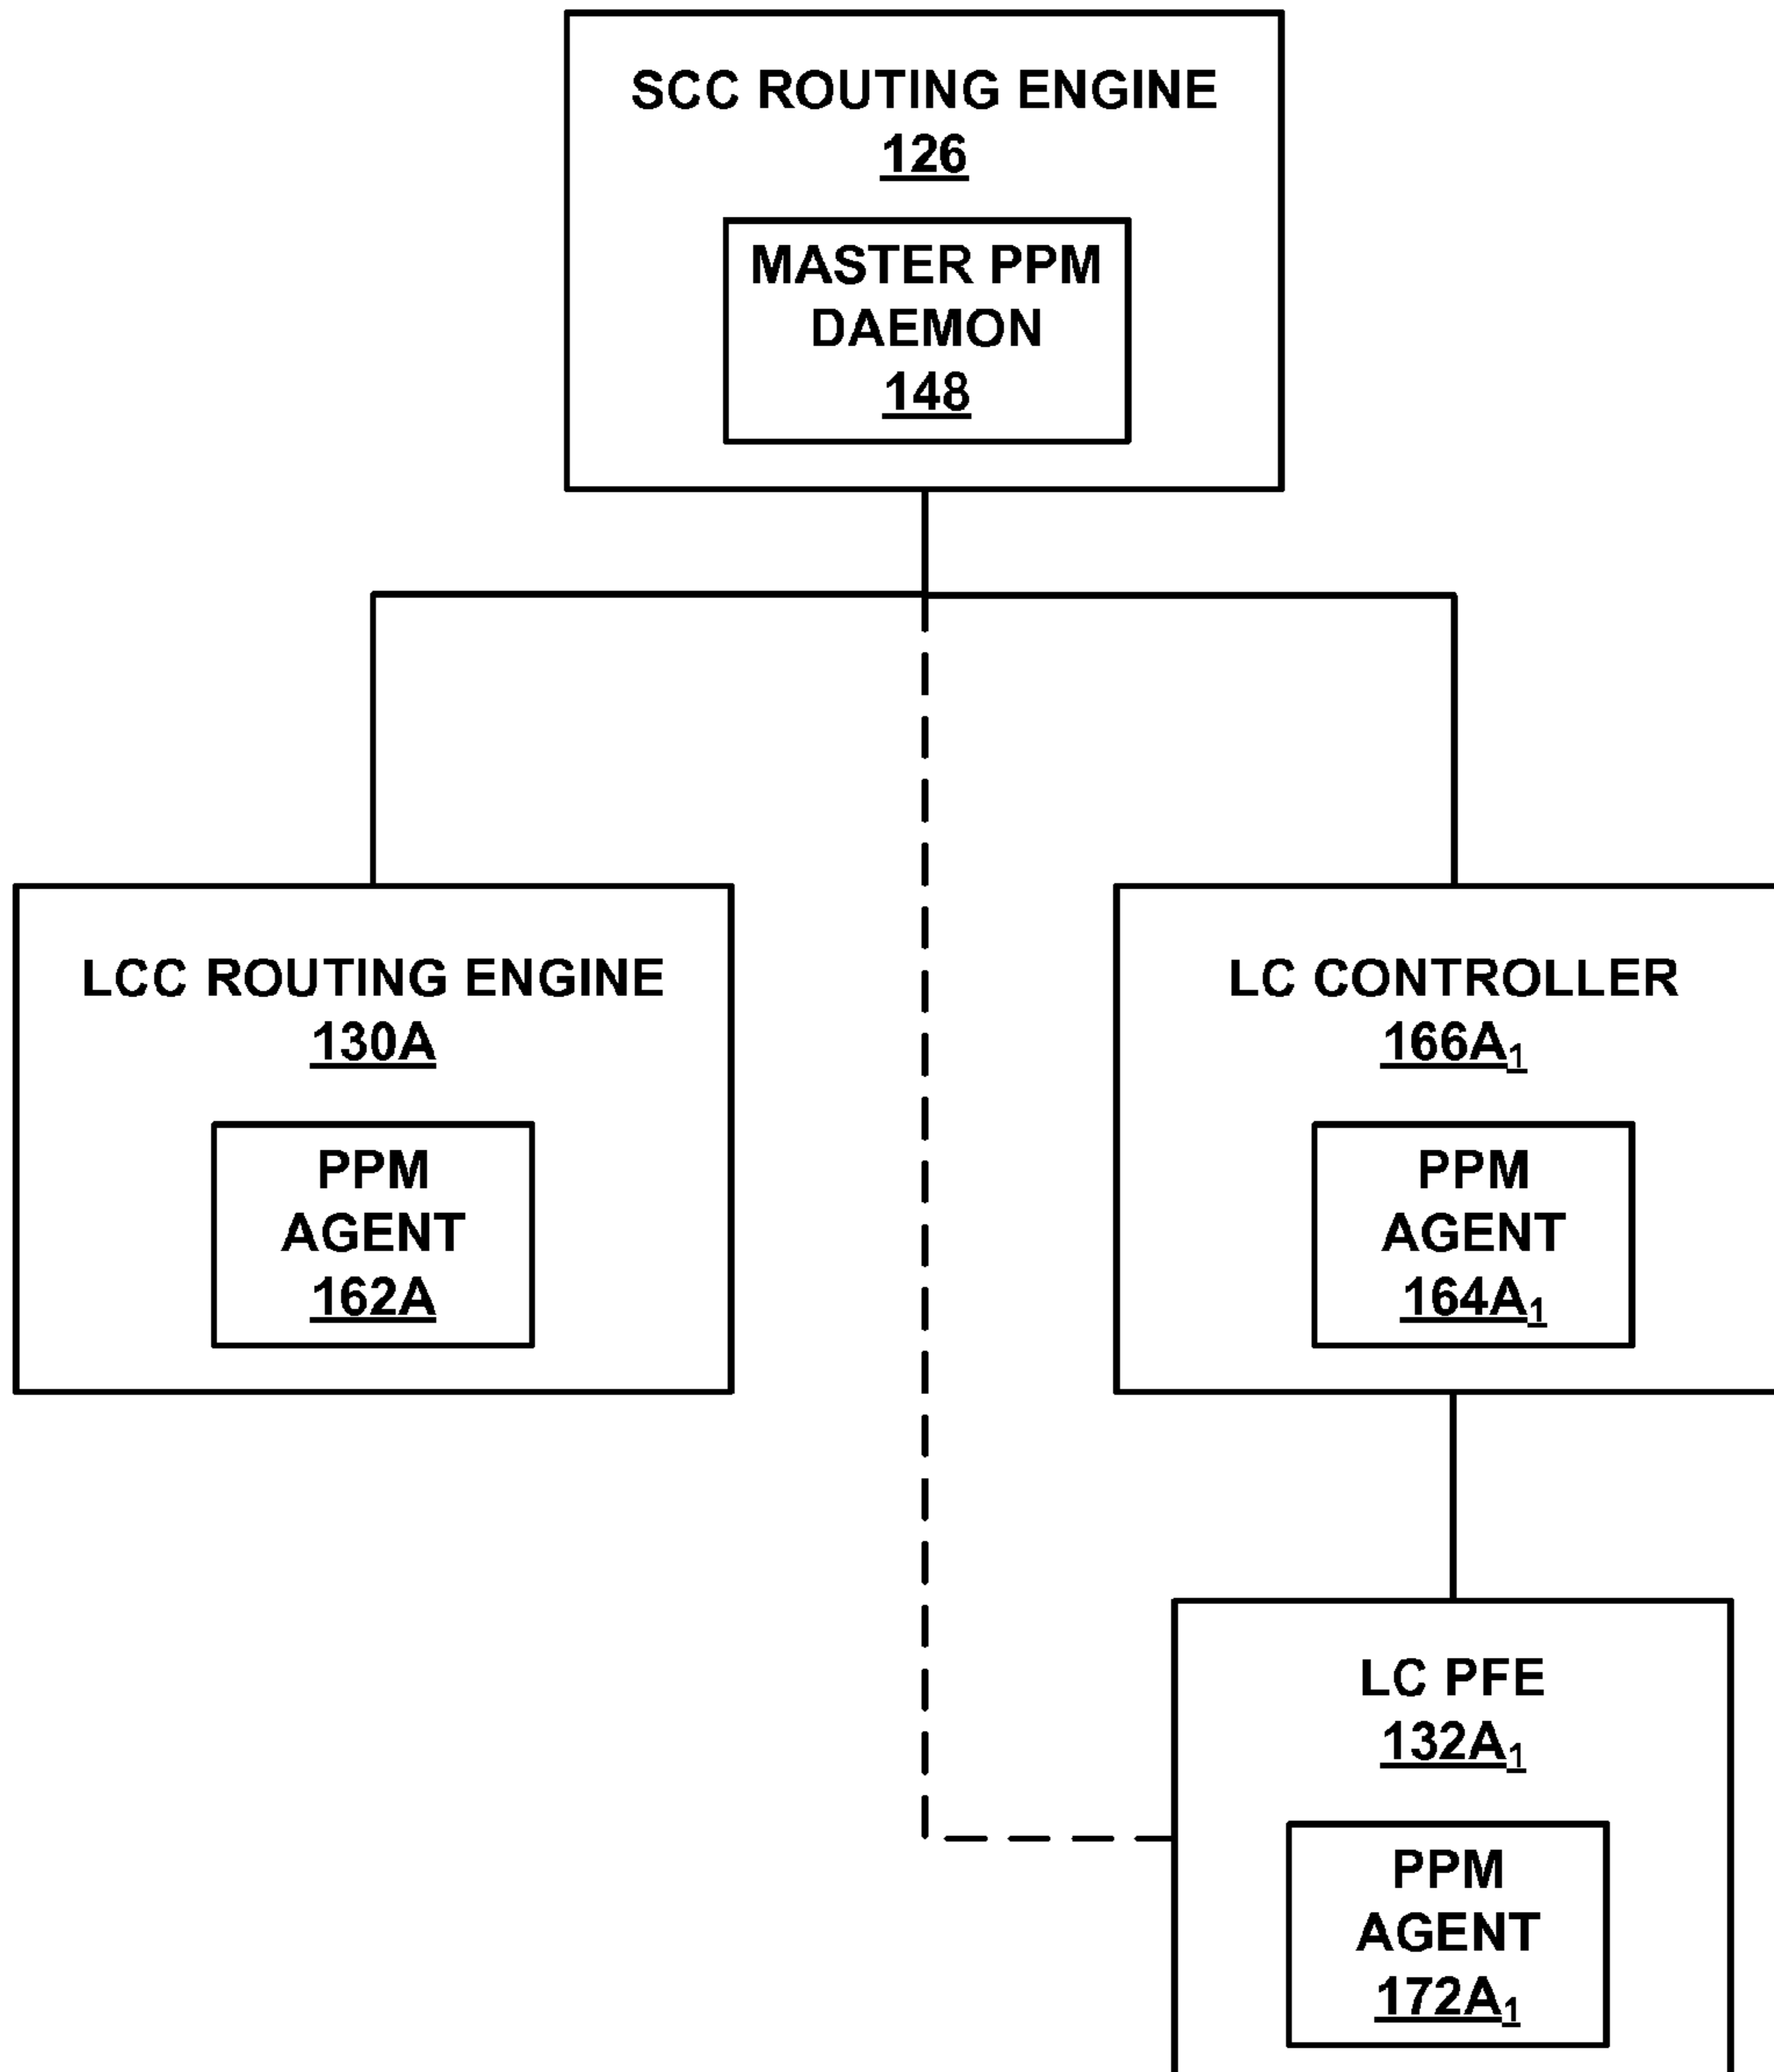 SCC ROUTING ENGINE
126
MASTER PPM
DAEMON
148
LCC ROUTING ENGINE
130A
PPM
AGENT
162A
LC CONTROLLER
166A₁
PPM
AGENT
164A₁
LC PFE
132A₁
PPM
AGENT
172A₁